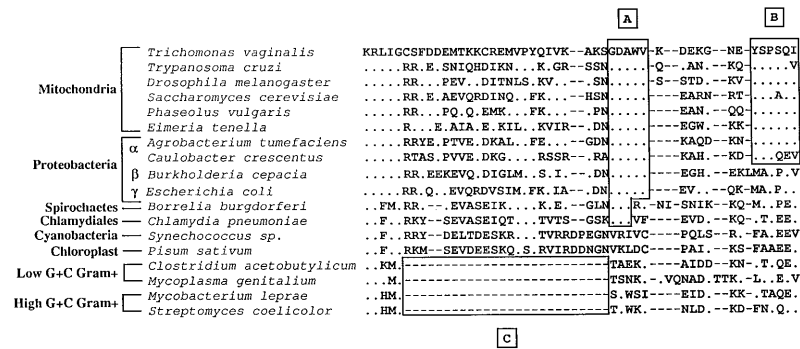 A B
Trichomonas vaginalis KRLIGCSFDDEMTKKCREMVPYQIVK--AKSGDAWV-K--DEKG--NE-YSPSQI
Trypanosoma cruzi .....RR.E.SNIQHDIKN..K.GR--SSN.....-Q--.AN.--KQ-.....V
Drosophila melanogaster .....RR...PEV..DITNLS.KV...--SN.....-S--STD.--KV-......
Mitochondria
Saccharomyces cerevisiae .....RR..E.AEVQRDINQ..FK...--HSN.....----EARN--RT-...A..
Phaseolus vulgaris .....RR...PQ.Q.EMK...FK...--PN.....----EAN.--QQ-......
Eimeria tenella .....R...E.AIA.E.KIL..KVIR--DN.....----EGW.--KK-......
Agrobacterium tumefaciens .....RRYE.PTVE.DKAL...FE...--GDN.....----KAQD--KN-......
α
Caulobacter crescentus .....RTAS.PVVE.DKG....RSSR--RA.....----KAH--KD-...QEV
Proteobacteria
β Burkholderia cepacia .....RR.EEKEVQ.DIGLM..S.I..--DN.....----EGH--EKLMA.P.V
γ Escherichia coli .....RR.Q..EVQRDVSIM.FK.IA--DN.....----EV..--QK-MA.P..
Spirochaetes Borrelia burgdorferi ..FM..RR...EVASEIK...K.E...--GLN...R.-NI-SNIK-KQ-M..PE.
Chlamydiales Chlamydia pneumoniae ..F..RKY--SEVASEIQT..TVTS-GSK...VF---EVD--KQ-.T.EE.
Cyanobacteria Synechococcus sp. ..F..RRY--DELTDESKR..TVRRDPEGNVRIVC---PQLS--R.-FA.EEV
Chloroplast Pisum sativum .....RKM--SEVDEESKQ.S.RVIRDDNGNVKLDC---PAI.--KS-FAAEE.
Clostridium acetobutylicum ..KM. TAEK.---AIDD--KN-.T.QE.
Low G+C Gram+
Mycoplasma genitalium ...M. TSNK.-.VQNAD.TTK.-L..E.V
Mycobacterium leprae ..HM. S.WSI---EID--KK-TAQE.
High G+C Gram+
Streptomyces coelicolor ..HM. T.WK.---NLD.-KD-FN.Q..
C